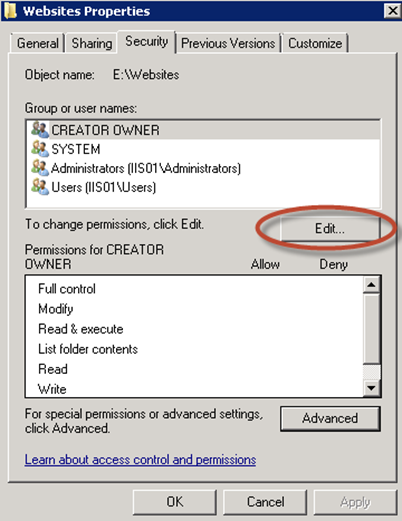 Websites Properties
General Sharing Security Previous Versions Customize
Object name: E:\Websites
Group or user names:
CREATOR OWNER
SYSTEM
Administrators (IIS01\Administrators)
Users (IIS01\Users)
To change permissions, click Edit.
Edit...
Permissions for CREATOR
OWNER Allow Deny
Full control
Modify
Read & execute
List folder contents
Read
Write
For special permissions or advanced settings,
click Advanced.
Advanced
Learn about access control and permissions
OK Cancel Apply